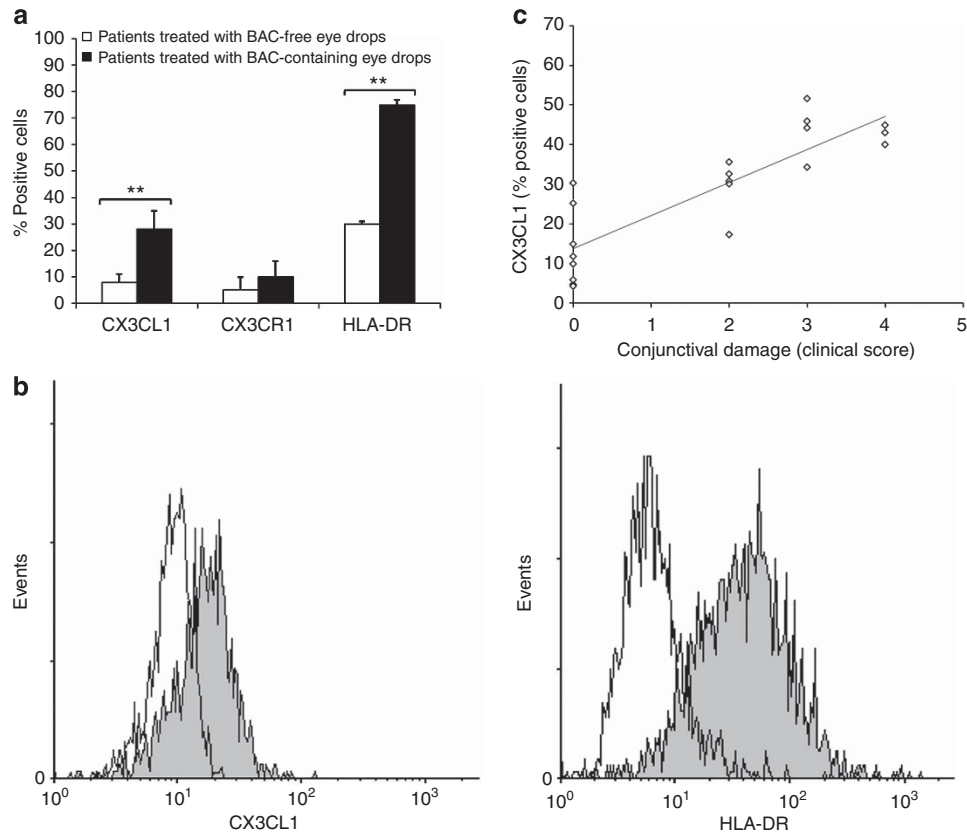 a
100
90
80
70
60
50
40
30
20
10
0
% Positive cells
Patients treated with BAC-free eye drops
Patients treated with BAC-containing eye drops
**
**
CX3CL1
CX3CR1
HLA-DR
c
70
60
50
40
30
20
10
0
CX3CL1 (% positive cells)
0
1
2
3
4
5
Conjunctival damage (clinical score)
b
Events
0
10⁰
10¹
10²
10³
CX3CL1
Events
0
10⁰
10¹
10²
10³
HLA-DR